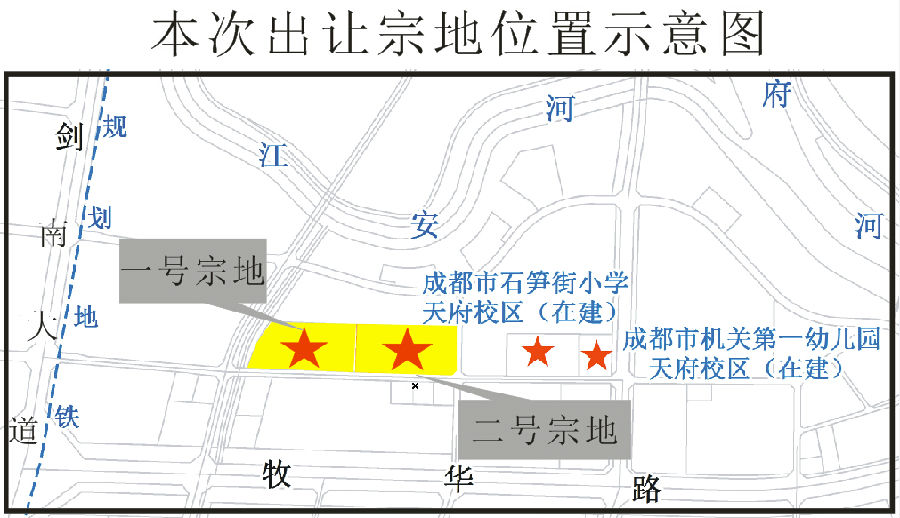 本次出让宗地位置示意图
剑南大道
规划地铁
江安河
府河
一号宗地
成都市石笋街小学
天府校区（在建）
成都市机关第一幼儿园
天府校区（在建）
二号宗地
牧华路